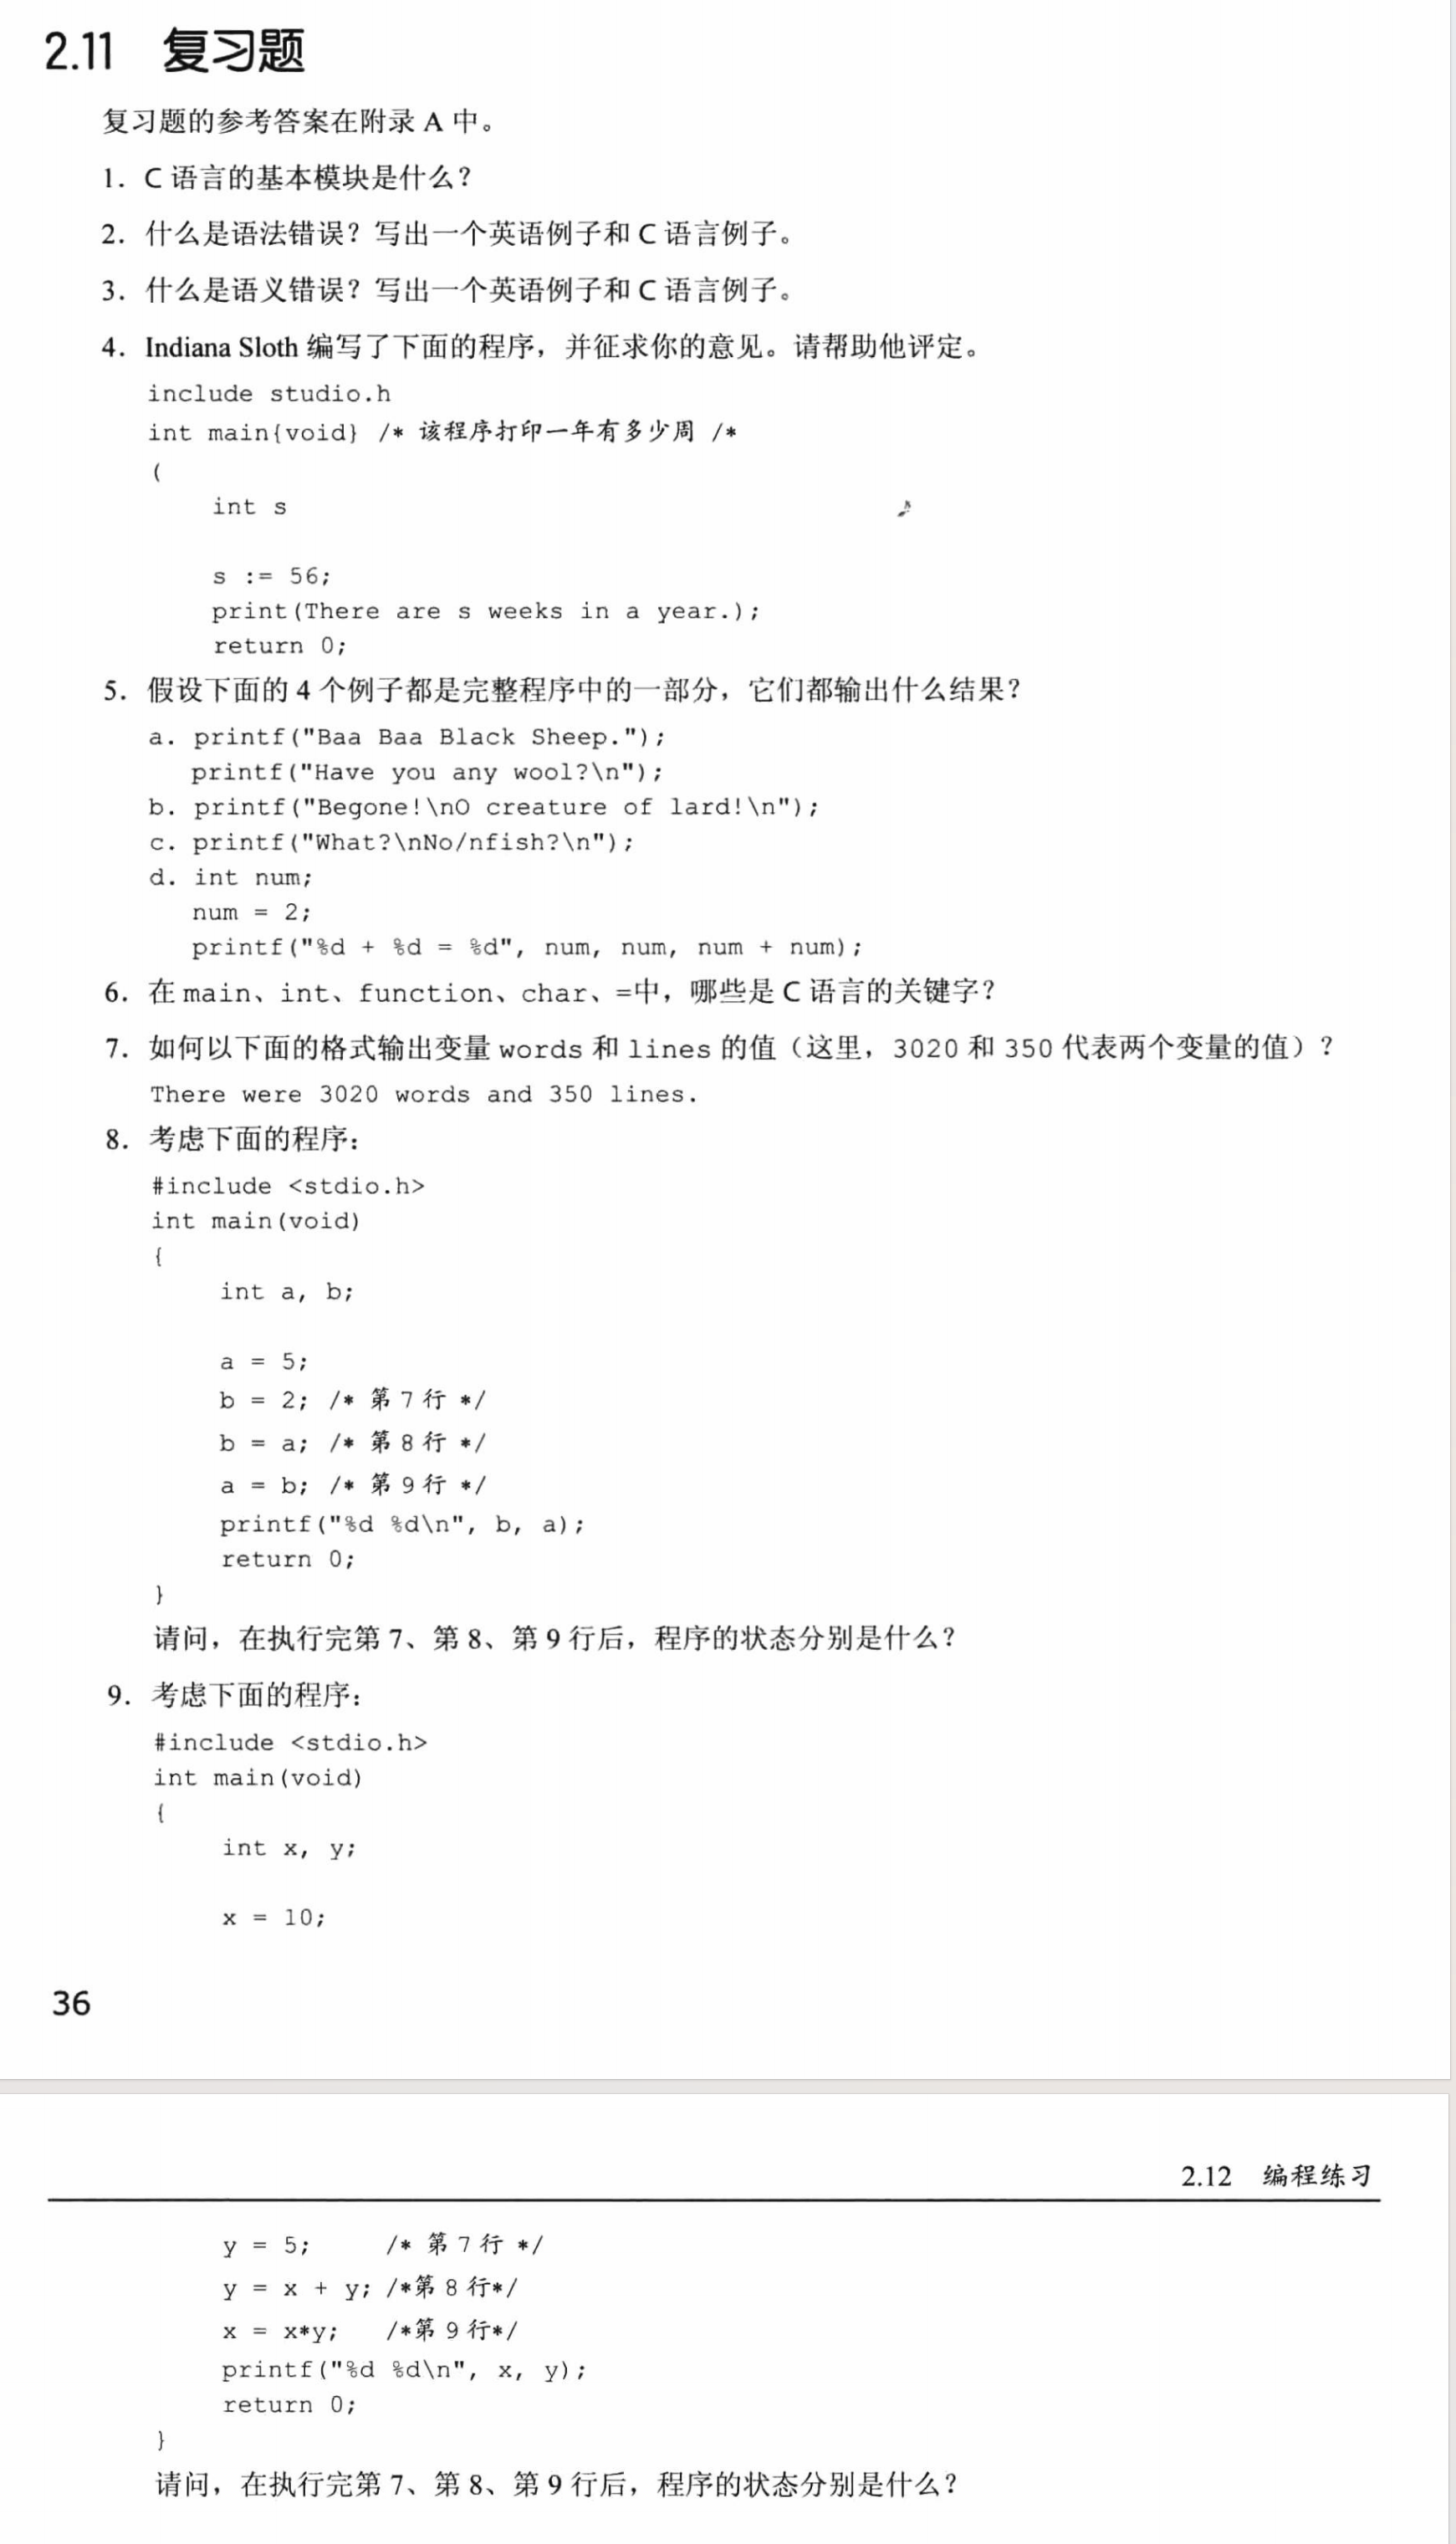 2.11 复习题
复习题的参考答案在附录 A 中。
1. C 语言的基本模块是什么？
2. 什么是语法错误？写出一个英语例子和 C 语言例子。
3. 什么是语义错误？写出一个英语例子和 C 语言例子。
4. Indiana Sloth 编写了下面的程序，并征求你的意见。请帮助他评定。
include studio.h
int main{void} /* 该程序打印一年有多少周 /*
(
int s
s := 56;
print(There are s weeks in a year.);
return 0;
5. 假设下面的 4 个例子都是完整程序中的一部分，它们都输出什么结果？
a. printf("Baa Baa Black Sheep.");
printf("Have you any wool?\n");
b. printf("Begone!\nO creature of lard!\n");
c. printf("What?\nNo/nfish?\n");
d. int num;
num = 2;
printf("%d + %d = %d", num, num, num + num);
6. 在 main、int、function、char、=中，哪些是 C 语言的关键字？
7. 如何以下面的格式输出变量 words 和 lines 的值（这里，3020 和 350 代表两个变量的值）？
There were 3020 words and 350 lines.
8. 考虑下面的程序：
#include <stdio.h>
int main(void)
{
int a, b;
a = 5;
b = 2; /* 第 7 行 */
b = a; /* 第 8 行 */
a = b; /* 第 9 行 */
printf("%d %d\n", b, a);
return 0;
}
请问，在执行完第 7、第 8、第 9 行后，程序的状态分别是什么？
9. 考虑下面的程序：
#include <stdio.h>
int main(void)
{
int x, y;
x = 10;
36
2.12 编程练习
y = 5; /* 第 7 行 */
y = x + y; /*第 8 行*/
x = x*y; /*第 9 行*/
printf("%d %d\n", x, y);
return 0;
}
请问，在执行完第 7、第 8、第 9 行后，程序的状态分别是什么？